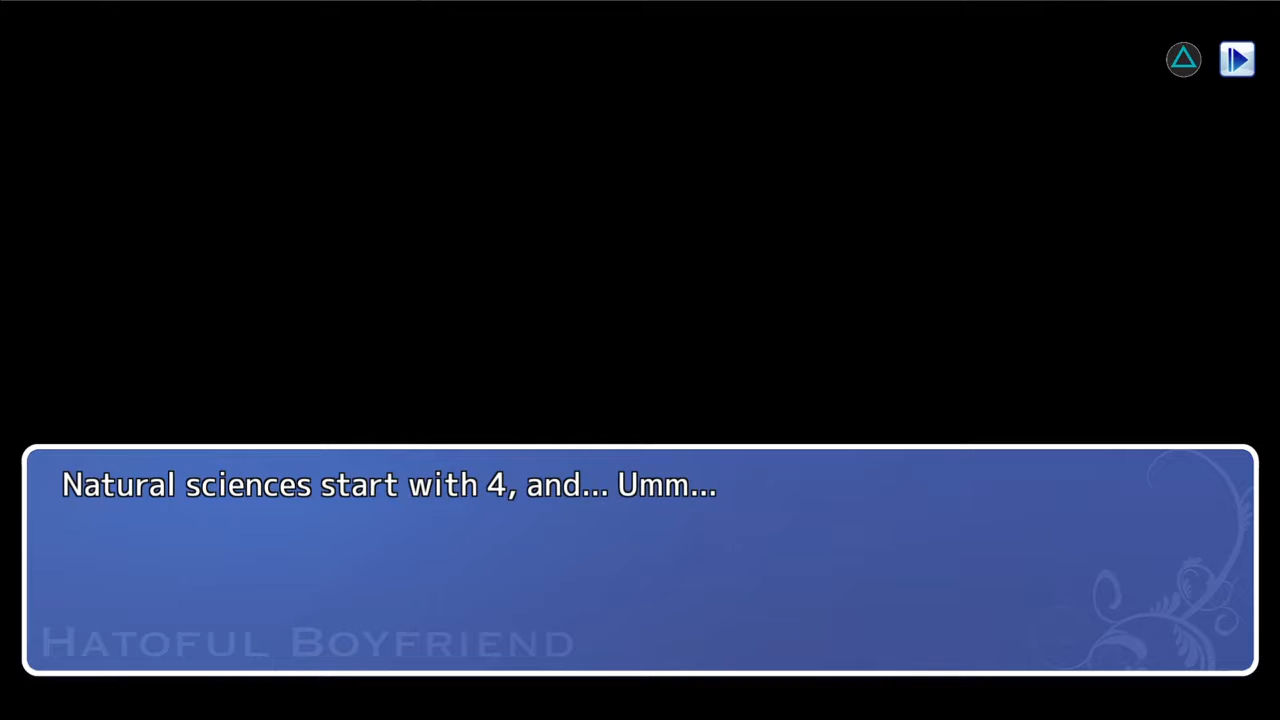 Natural sciences start with 4, and... Umm...
HATOFUL BOYFRIEND